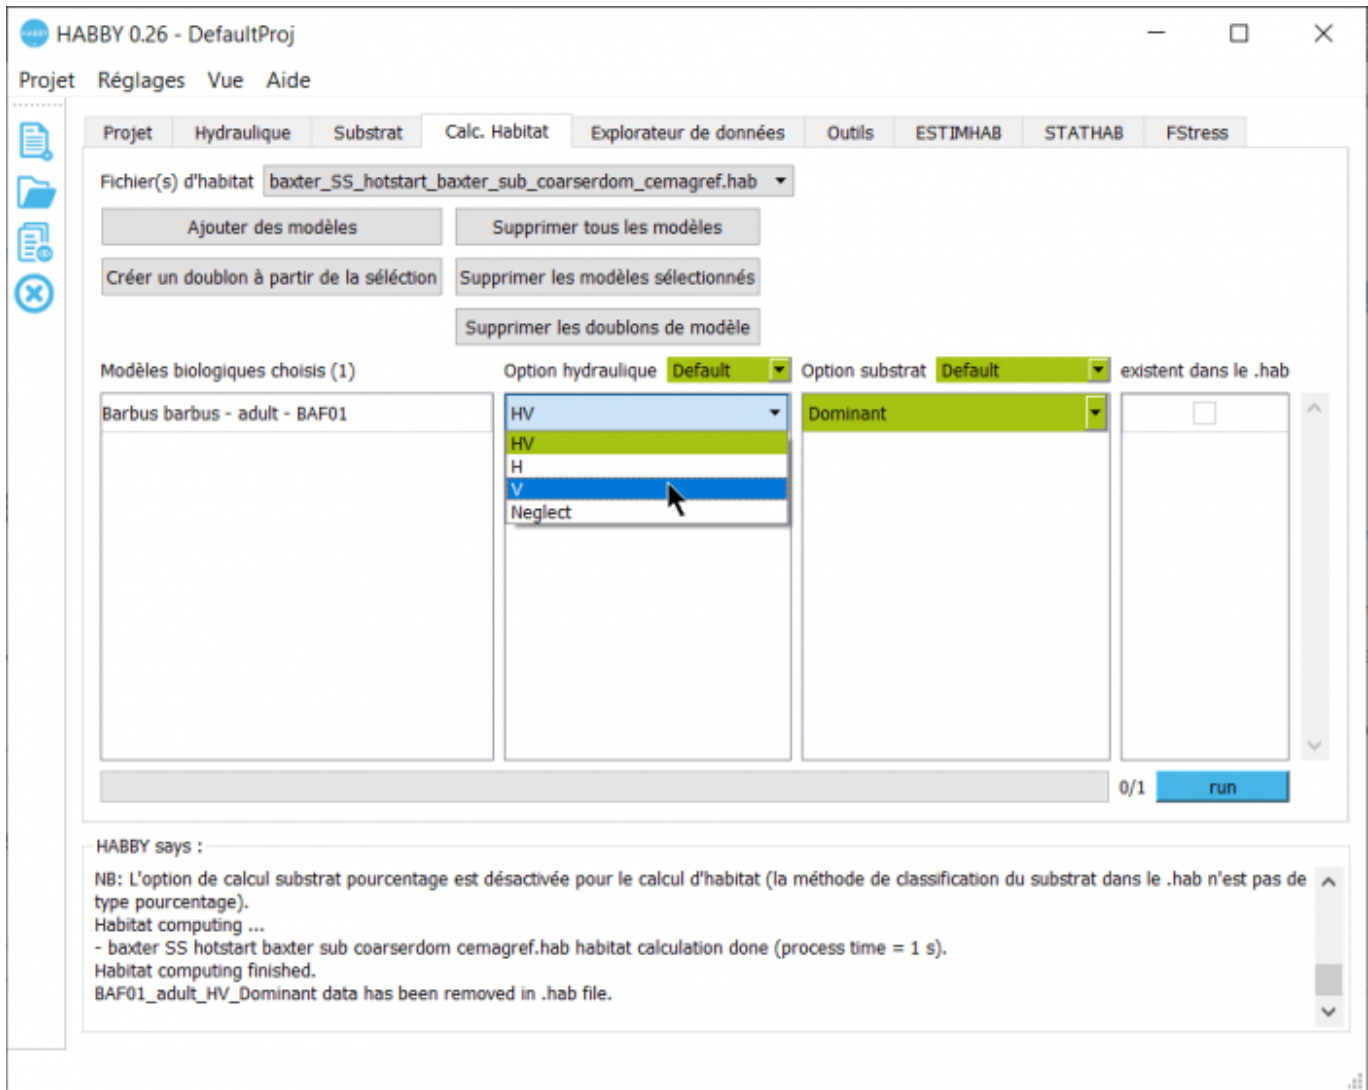 HABBY 0.26 - DefaultProj
Projet Réglages Vue Aide
Projet Hydraulique Substrat Calc. Habitat Explorateur de données Outils ESTIMHAB STATHAB FStress
Fichier(s) d'habitat baxter_SS_hotstart_baxter_sub_coarserdom_cemagref.hab
Ajouter des modèles Supprimer tous les modèles
Créer un doublon à partir de la séléction Supprimer les modèles sélectionnés
Supprimer les doublons de modèle
Modèles biologiques choisis (1) Option hydraulique Default Option substrat Default existent dans le .hab
Barbus barbus - adult - BAF01 HV Dominant
HV
H
V
Neglect
0/1 run
HABBY says :
NB: L'option de calcul substrat pourcentage est désactivée pour le calcul d'habitat (la méthode de classification du substrat dans le .hab n'est pas de
type pourcentage).
Habitat computing ...
- baxter SS hotstart baxter sub coarserdom cemagref.hab habitat calculation done (process time = 1 s).
Habitat computing finished.
BAF01_adult_HV_Dominant data has been removed in .hab file.